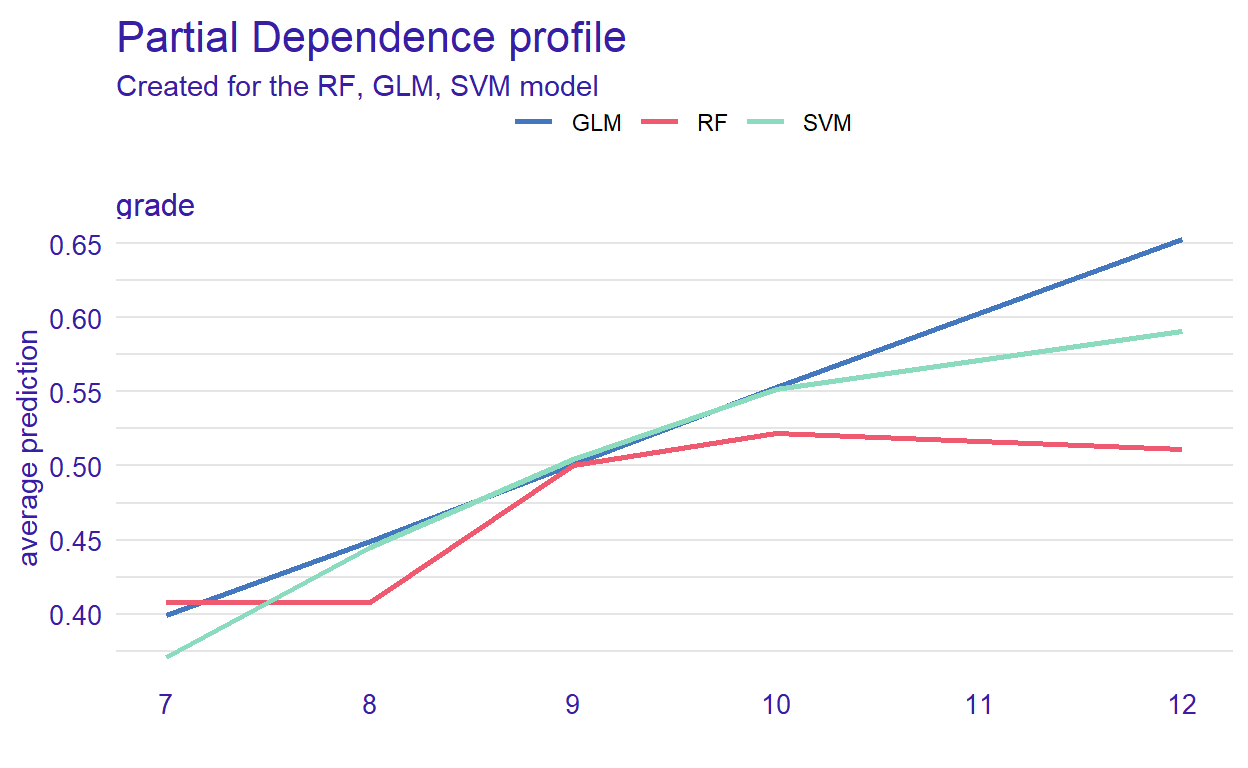 Partial Dependence profile
Created for the RF, GLM, SVM model
GLM RF SVM
grade
0.65
0.60
0.55
0.50
0.45
0.40
average prediction
7 8 9 10 11 12